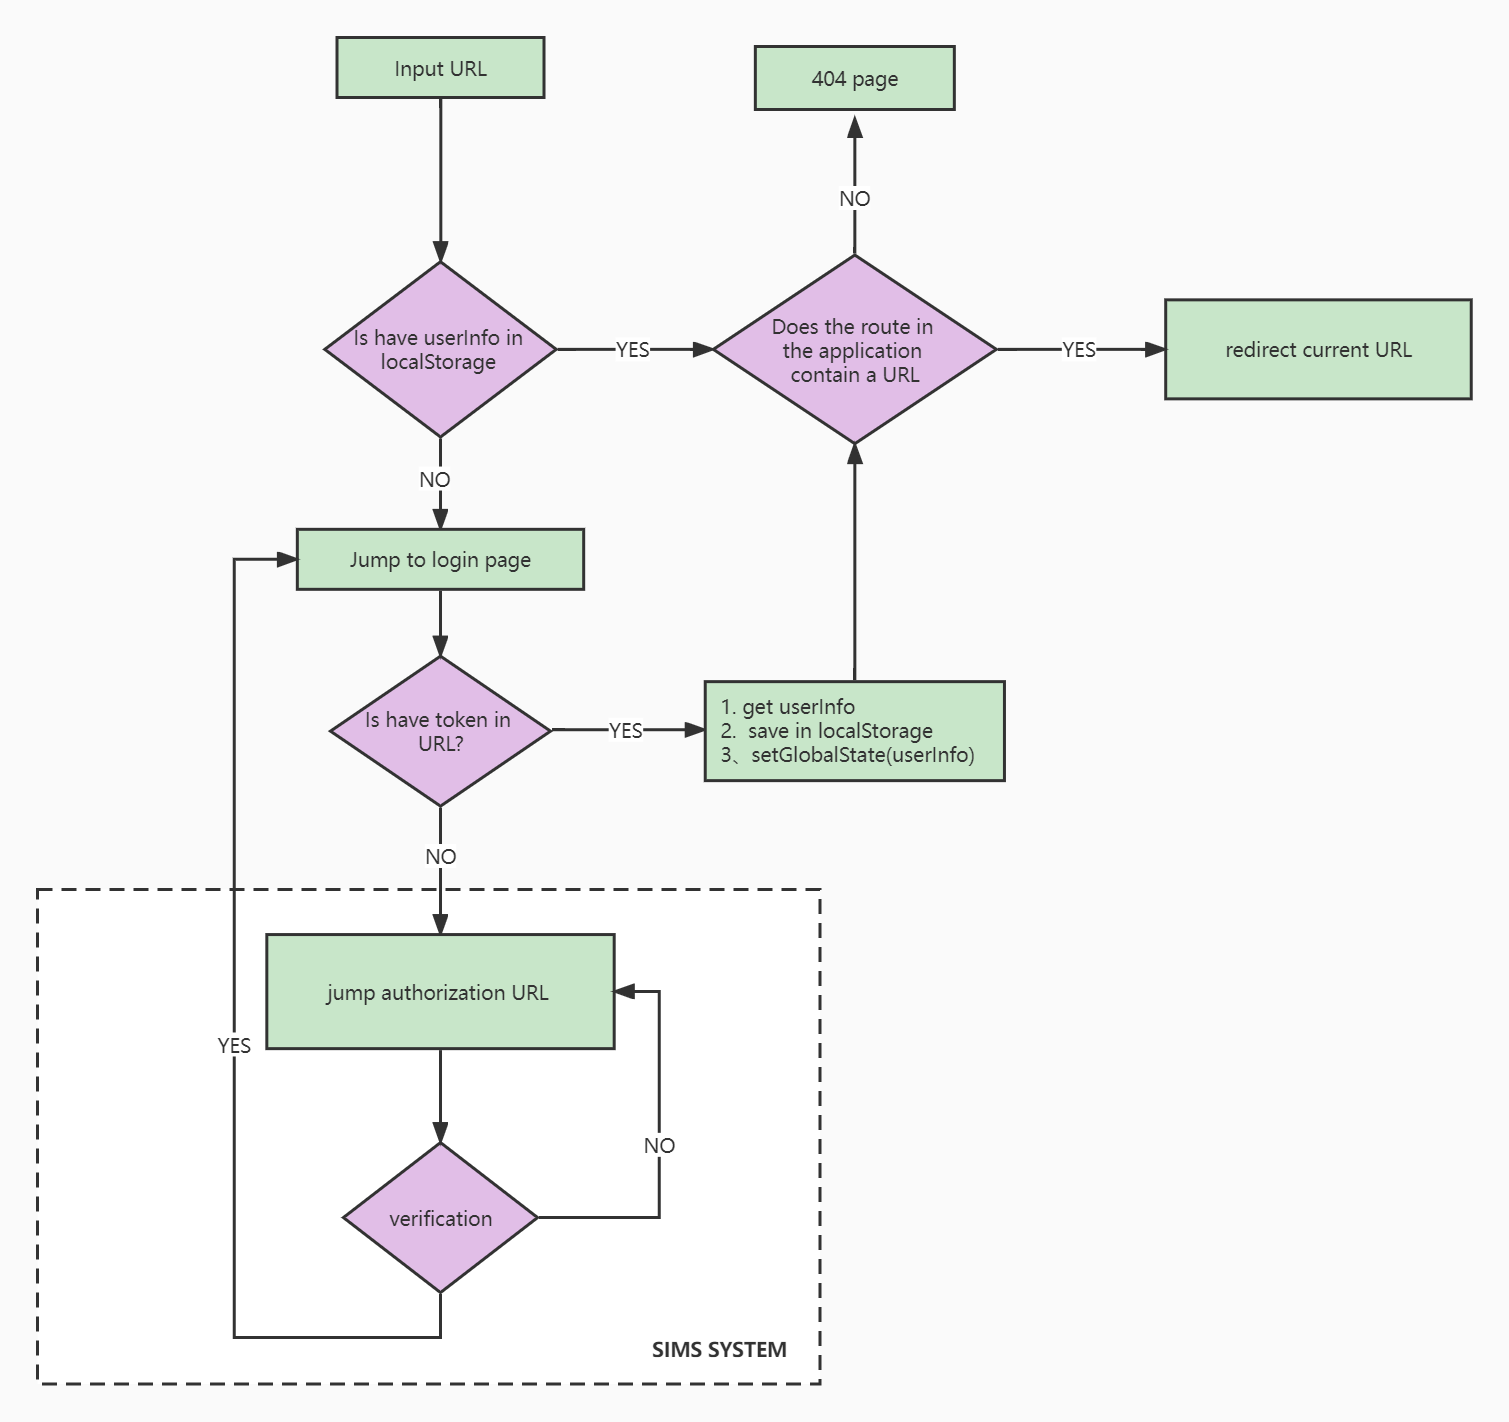 Input URL
404 page
NO
Is have userInfo in
localStorage
YES
Does the route in
the application
contain a URL
YES
redirect current URL
NO
Jump to login page
Is have token in
URL?
YES
1. get userInfo
2.  save in localStorage
3、setGlobalState(userInfo)
NO
jump authorization URL
YES
NO
verification
SIMS SYSTEM